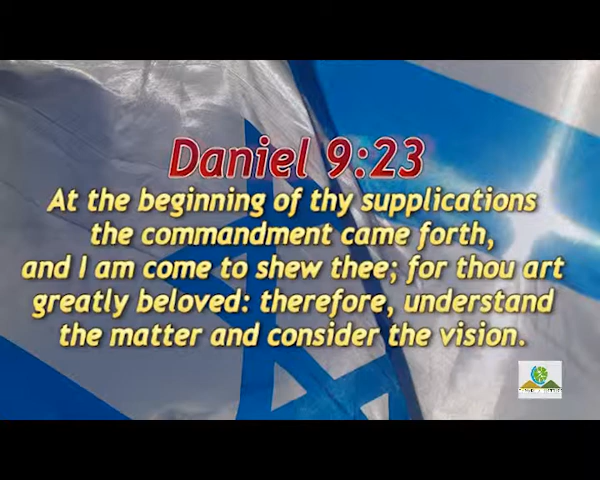 Daniel 9:23
At the beginning of thy supplications
the commandment came forth,
and I am come to shew thee; for thou art
greatly beloved: therefore, understand
the matter and consider the vision.